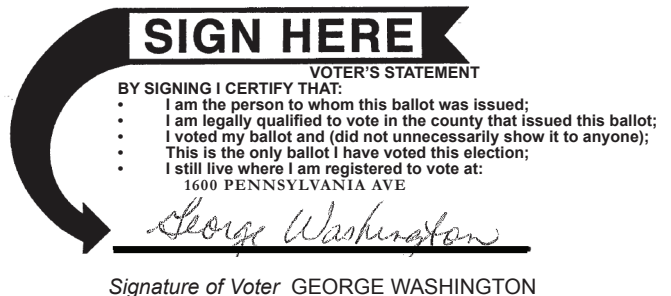 SIGN HERE
VOTER'S STATEMENT
BY SIGNING I CERTIFY THAT:
• I am the person to whom this ballot was issued;
• I am legally qualified to vote in the county that issued this ballot;
• I voted my ballot and (did not unnecessarily show it to anyone);
• This is the only ballot I have voted this election;
• I still live where I am registered to vote at:
1600 PENNSYLVANIA AVE
George Washington
Signature of Voter GEORGE WASHINGTON